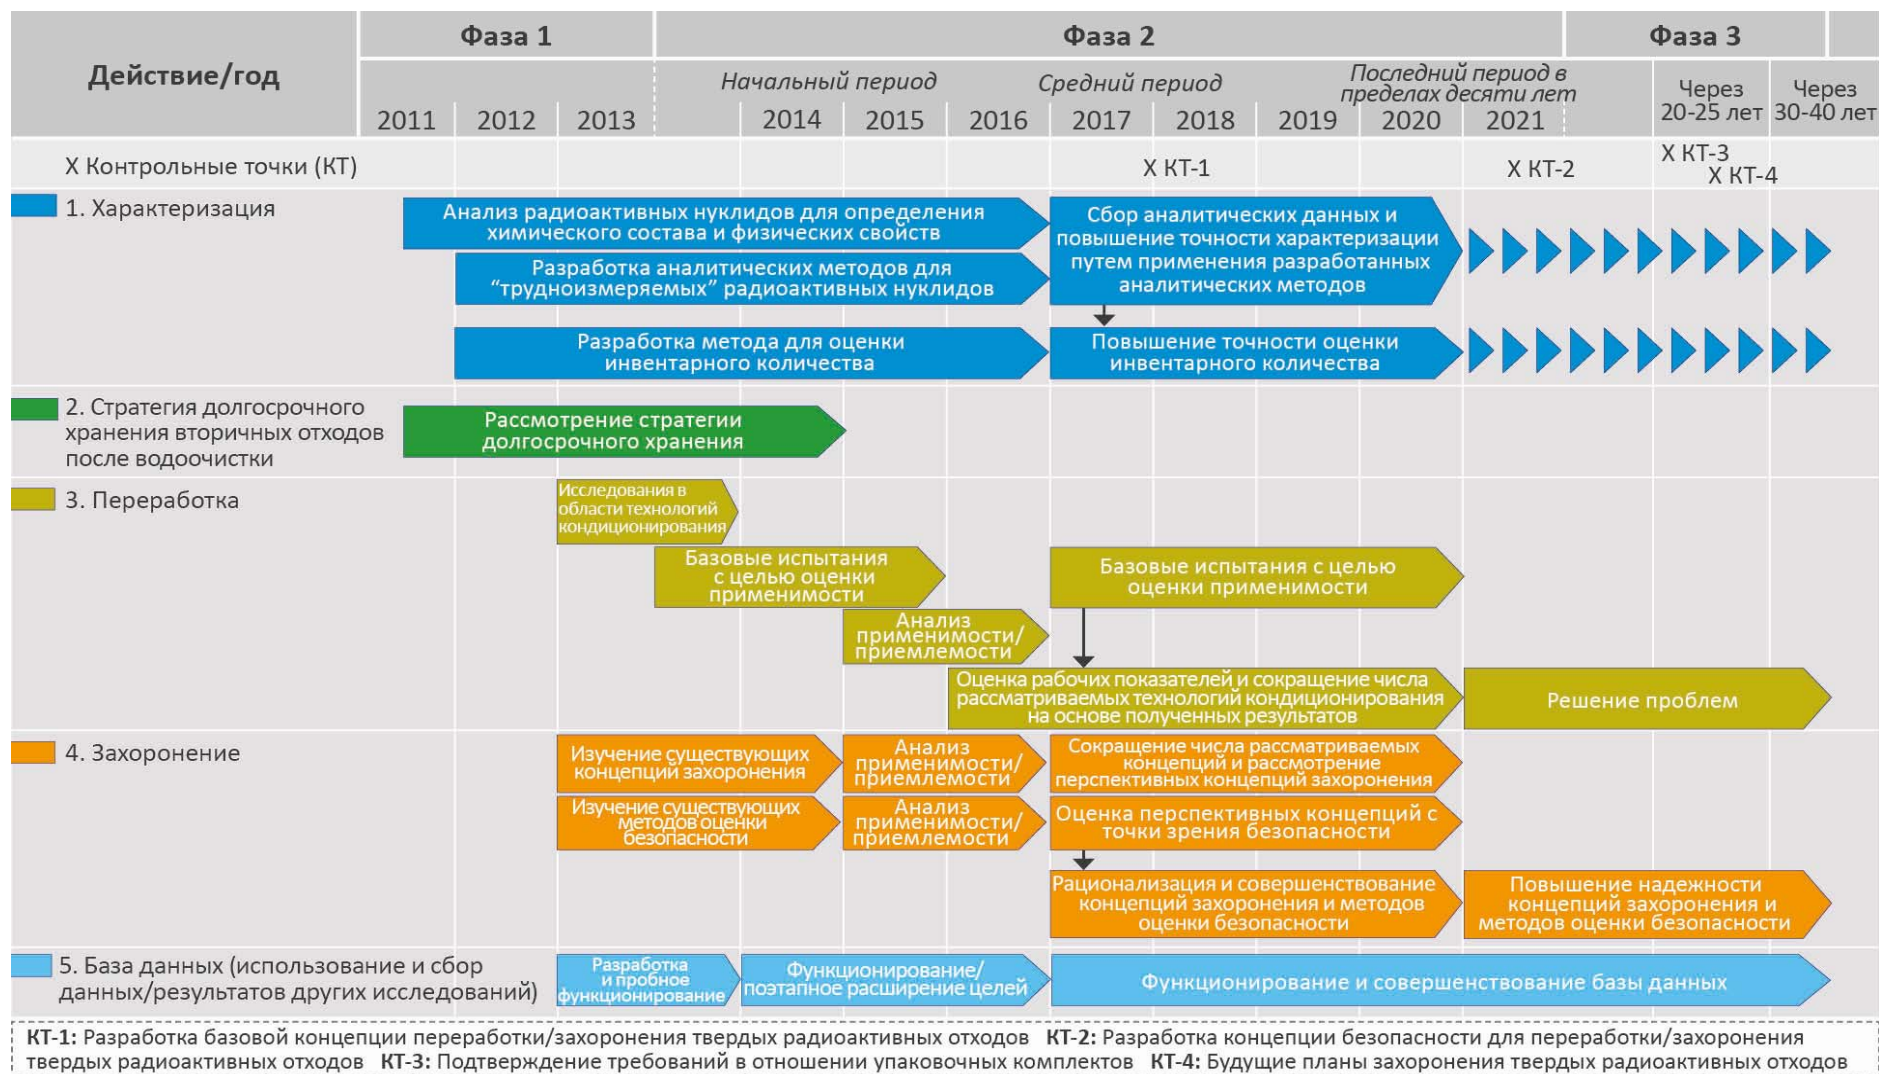 Действие/год
Фаза 1
Фаза 2
Фаза 3
Начальный период
Средний период
Последний период в
пределах десяти лет
Через
20-25 лет
Через
30-40 лет
2011
2012
2013
2014
2015
2016
2017
2018
2019
2020
2021
X Контрольные точки (КТ)
X КТ-1
X КТ-2
X КТ-3
X КТ-4
1. Характеризация
Анализ радиоактивных нуклидов для определения
химического состава и физических свойств
Разработка аналитических методов для
“трудноизмеряемых” радиоактивных нуклидов
Сбор аналитических данных и
повышение точности характеризации
путем применения разработанных
аналитических методов
Разработка метода для оценки
инвентарного количества
Повышение точности оценки
инвентарного количества
2. Стратегия долгосрочного
хранения вторичных отходов
после водоочистки
Рассмотрение стратегии
долгосрочного хранения
3. Переработка
Исследования в
области технологий
кондиционирования
Базовые испытания
с целью оценки
применимости
Базовые испытания с целью
оценки применимости
Анализ
применимости/
приемлемости
Оценка рабочих показателей и сокращение числа
рассматриваемых технологий кондиционирования
на основе полученных результатов
Решение проблем
4. Захоронение
Изучение существующих
концепций захоронения
Анализ
применимости/
приемлемости
Сокращение числа рассматриваемых
концепций и рассмотрение
перспективных концепций захоронения
Изучение существующих
методов оценки
безопасности
Анализ
применимости/
приемлемости
Оценка перспективных концепций с
точки зрения безопасности
Рационализация и совершенствование
концепций захоронения и методов
оценки безопасности
Повышение надежности
концепций захоронения и
методов оценки безопасности
5. База данных (использование и сбор
данных/результатов других исследований)
Разработка
и пробное
функционирование
Функционирование/
поэтапное расширение целей
Функционирование и совершенствование базы данных
КТ-1: Разработка базовой концепции переработки/захоронения твердых радиоактивных отходов КТ-2: Разработка концепции безопасности для переработки/захоронения
твердых радиоактивных отходов КТ-3: Подтверждение требований в отношении упаковочных комплектов КТ-4: Будущие планы захоронения твердых радиоактивных отходов